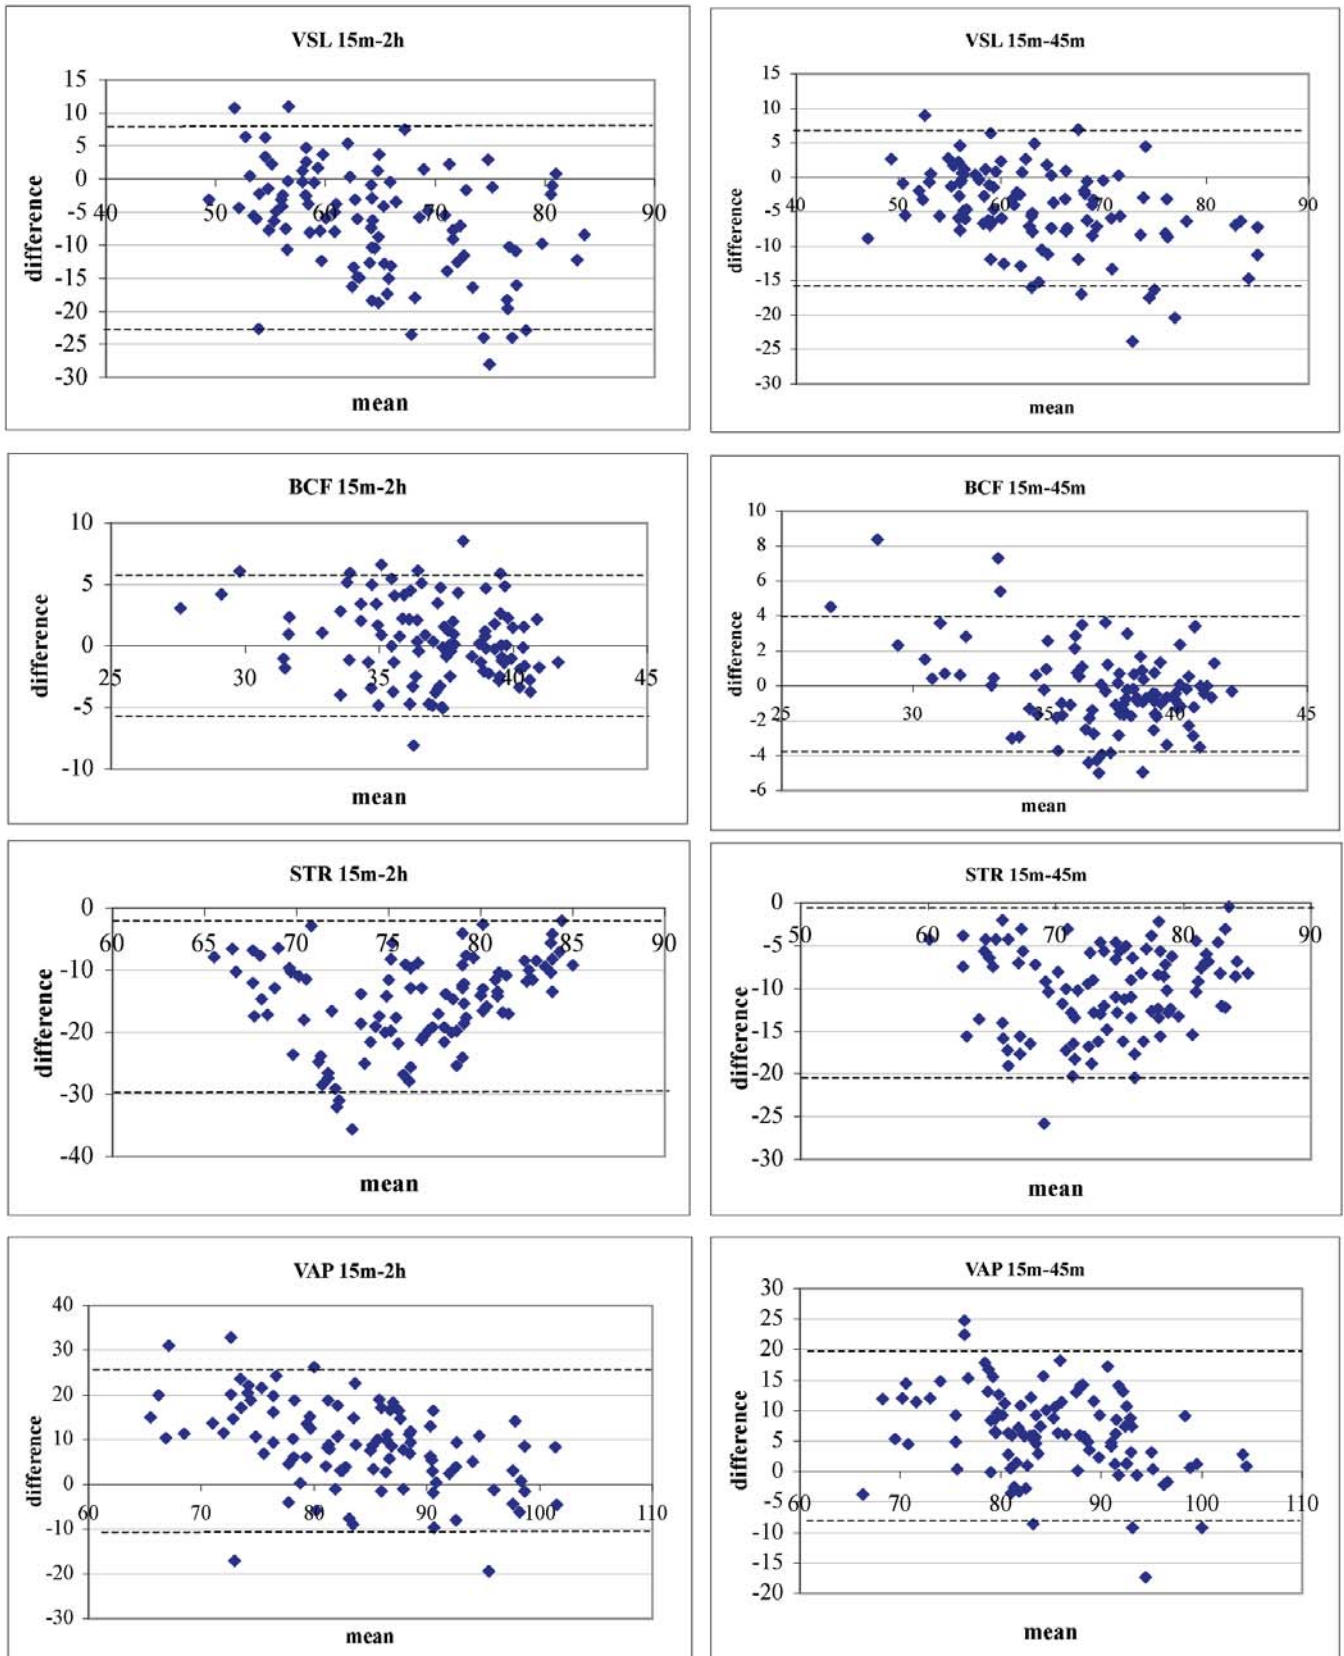 VSL 15m-2h
15
10
5
0
-5
-10
-15
-20
-25
-30
40 50 60 70 80 90
difference
mean
VSL 15m-45m
15
10
5
0
-5
-10
-15
-20
-25
-30
40 50 60 70 80 90
difference
mean
BCF 15m-2h
10
5
0
-5
-10
25 30 35 40 45
difference
mean
BCF 15m-45m
10
8
6
4
2
0
-2
-4
-6
25 30 35 40 45
difference
mean
STR 15m-2h
0
-10
-20
-30
-40
60 65 70 75 80 85 90
difference
mean
STR 15m-45m
0
-5
-10
-15
-20
-25
-30
50 60 70 80 90
difference
mean
VAP 15m-2h
40
30
20
10
0
-10
-20
-30
60 70 80 90 100 110
difference
mean
VAP 15m-45m
30
25
20
15
10
5
0
-5
-10
-15
-20
60 70 80 90 100 110
difference
mean